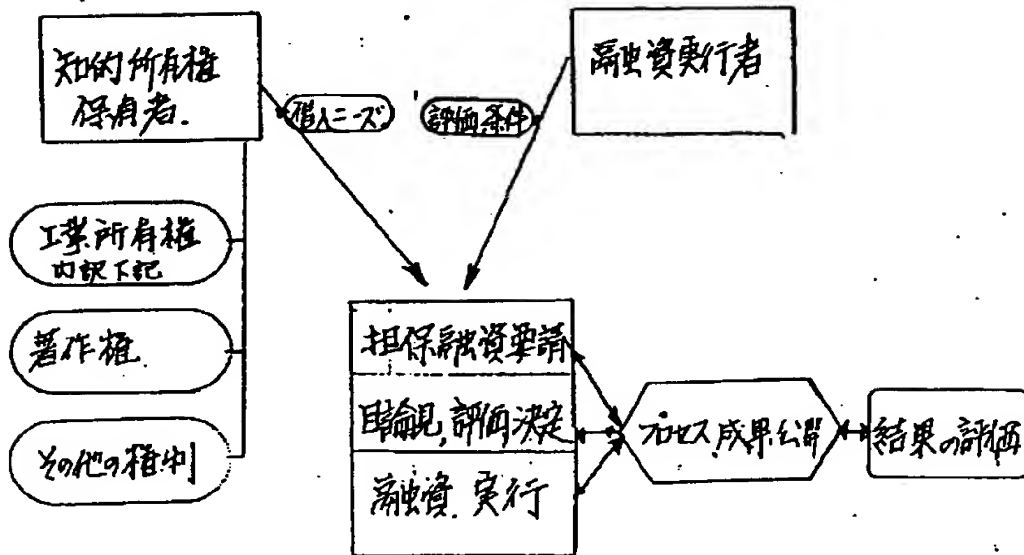 知的所有権
保有者.
融資実行者
借入ニーズ
評価条件
工業所有権
内訳下記
著作権
その他の権利
担保融資要請
目論見,評価決定
融資.実行
プロセス.成果公開
結果の評価